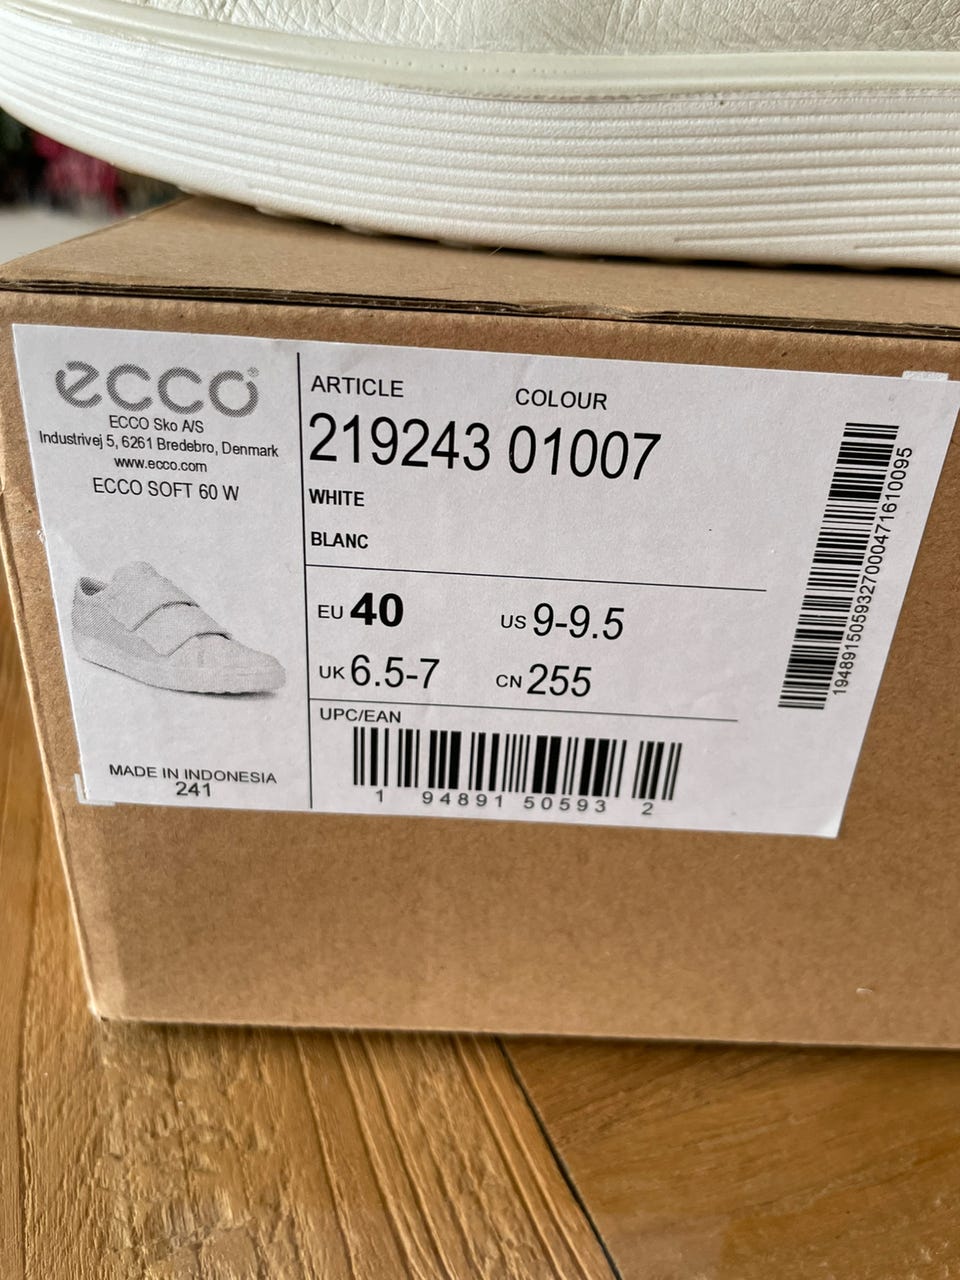 ecco®
ECCO Sko A/S
Industrivej 5, 6261 Bredebro, Denmark
www.ecco.com
ECCO SOFT 60 W
MADE IN INDONESIA
241
ARTICLE COLOUR
219243 01007
WHITE
BLANC
EU 40 US 9-9.5
UK 6.5-7 CN 255
UPC/EAN
1 94891 50593 2
1948915059327000471610095